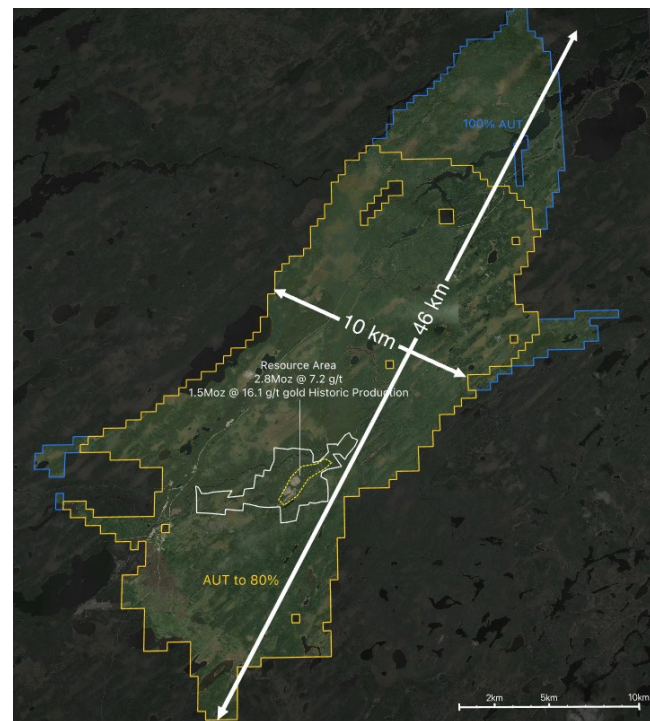 100% AUT
46 km
10 km
Resource Area
2.8Moz @ 7.2 g/t
1.5Moz @ 16.1 g/t gold Historic Production
AUT to 80%
2km 5km 10km